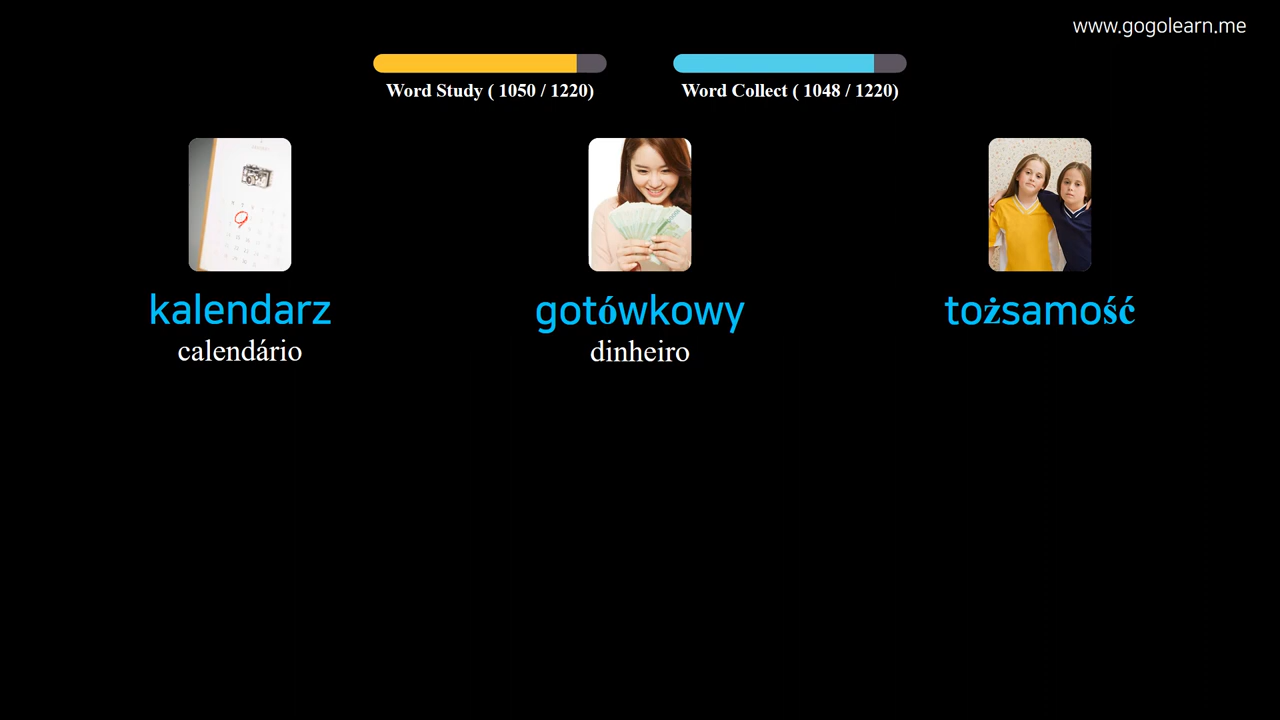 www.gogolearn.me
Word Study ( 1050 / 1220)
Word Collect ( 1048 / 1220)
kalendarz
calendário
gotówkowy
dinheiro
tożsamość